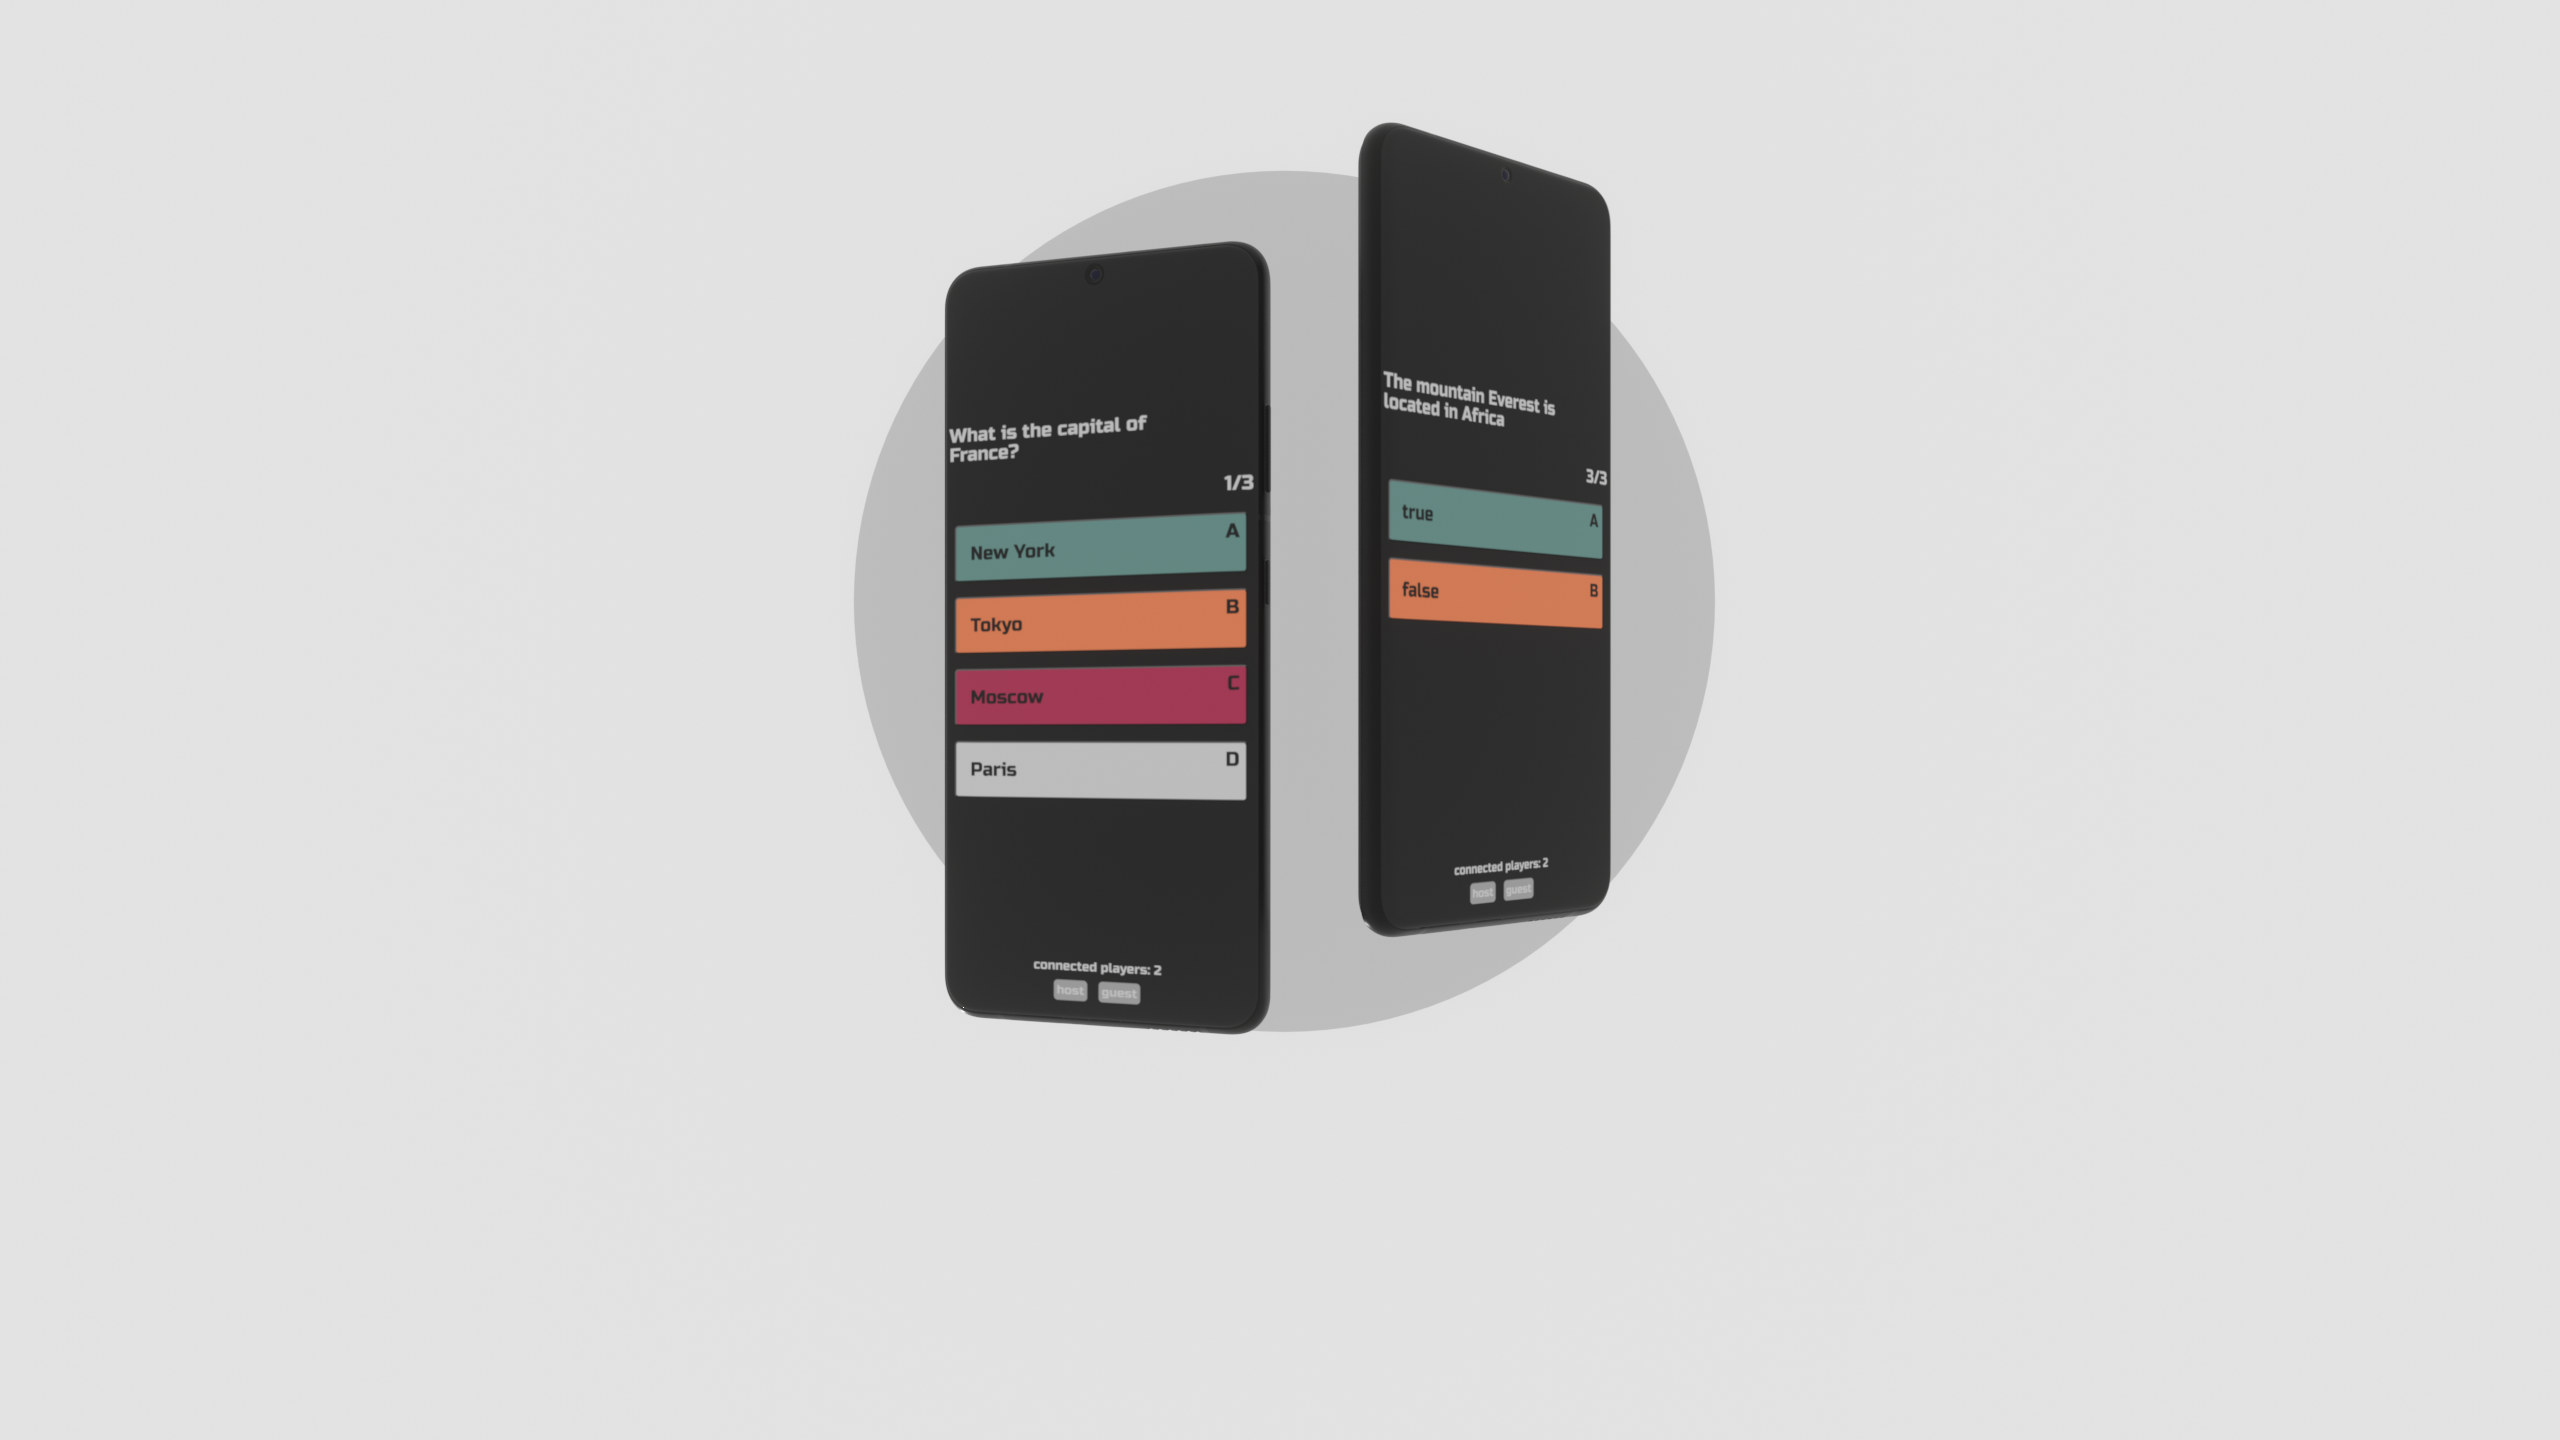 What is the capital of
France?
1/3
A
New York
B
Tokyo
C
Moscow
D
Paris
connected players: 2
host guest
The mountain Everest is
located in Africa
3/3
true
A
false
B
connected players: 2
host guest